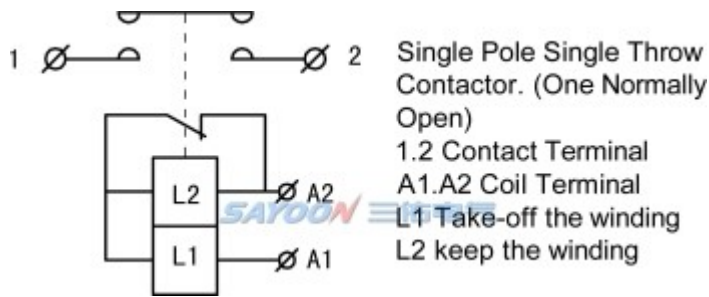 1
2
Single Pole Single Throw
Contactor. (One Normally
Open)
1.2 Contact Terminal
A1.A2 Coil Terminal
L1 Take-off the winding
L2 keep the winding
L2
A2
SAYOON
L1
A1